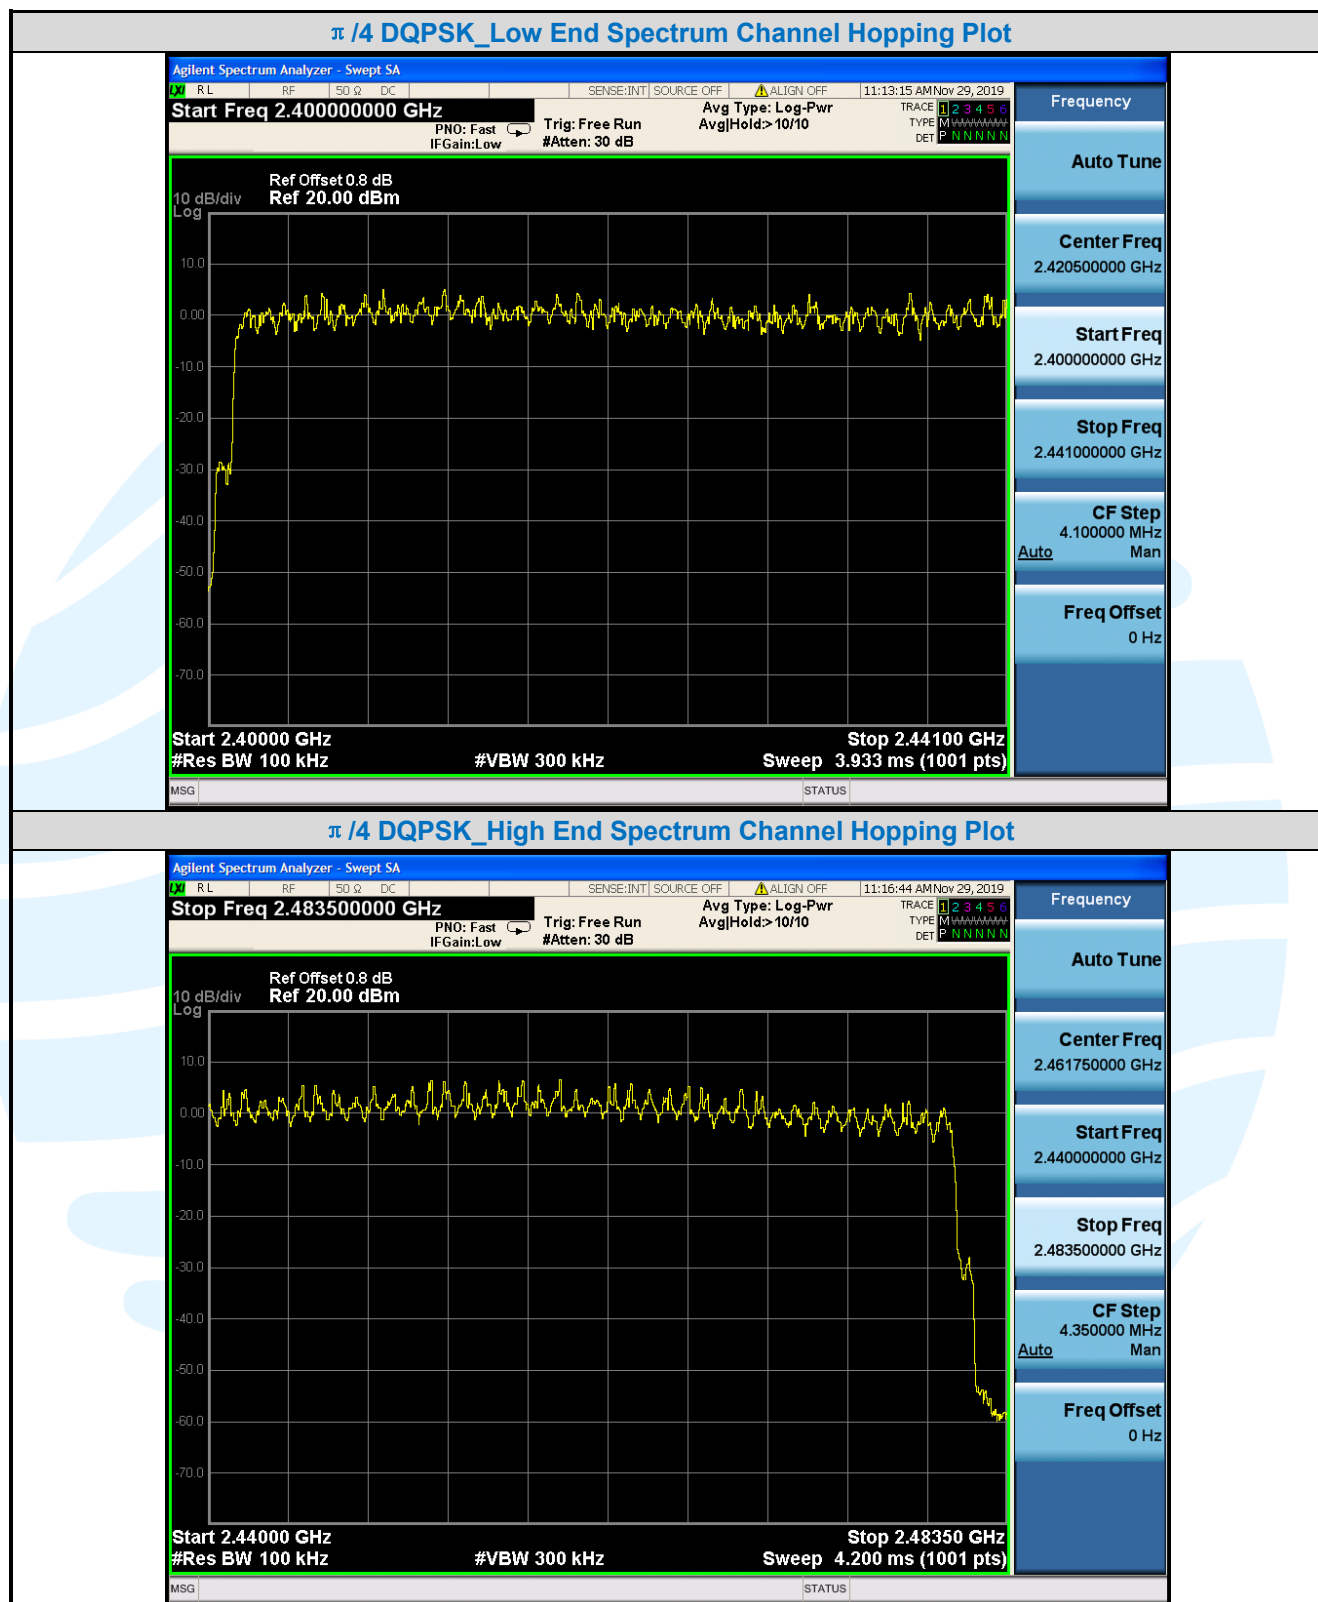 π /4 DQPSK_Low End Spectrum Channel Hopping Plot
Agilent Spectrum Analyzer - Swept SA
LXI RL RF 50 Ω DC SENSE:INT SOURCE OFF ALIGN OFF 11:13:15 AM Nov 29, 2019
Start Freq 2.400000000 GHz
PNO: Fast
IFGain:Low
Trig: Free Run
#Atten: 30 dB
Avg Type: Log-Pwr
Avg|Hold:> 10/10
TRACE 1 2 3 4 5 6
TYPE M WWWWW
DET P N N N N N
Ref Offset 0.8 dB
10 dB/div Ref 20.00 dBm
Log
10.0
0.00
-10.0
-20.0
-30.0
-40.0
-50.0
-60.0
-70.0
Start 2.40000 GHz Stop 2.44100 GHz
#Res BW 100 kHz #VBW 300 kHz Sweep 3.933 ms (1001 pts)
MSG STATUS
Frequency
Auto Tune
Center Freq
2.420500000 GHz
Start Freq
2.400000000 GHz
Stop Freq
2.441000000 GHz
CF Step
4.100000 MHz
Auto Man
Freq Offset
0 Hz
π /4 DQPSK_High End Spectrum Channel Hopping Plot
Agilent Spectrum Analyzer - Swept SA
LXI RL RF 50 Ω DC SENSE:INT SOURCE OFF ALIGN OFF 11:16:44 AM Nov 29, 2019
Stop Freq 2.483500000 GHz
PNO: Fast
IFGain:Low
Trig: Free Run
#Atten: 30 dB
Avg Type: Log-Pwr
Avg|Hold:> 10/10
TRACE 1 2 3 4 5 6
TYPE M WWWWW
DET P N N N N N
Ref Offset 0.8 dB
10 dB/div Ref 20.00 dBm
Log
10.0
0.00
-10.0
-20.0
-30.0
-40.0
-50.0
-60.0
-70.0
Start 2.44000 GHz Stop 2.48350 GHz
#Res BW 100 kHz #VBW 300 kHz Sweep 4.200 ms (1001 pts)
MSG STATUS
Frequency
Auto Tune
Center Freq
2.461750000 GHz
Start Freq
2.440000000 GHz
Stop Freq
2.483500000 GHz
CF Step
4.350000 MHz
Auto Man
Freq Offset
0 Hz